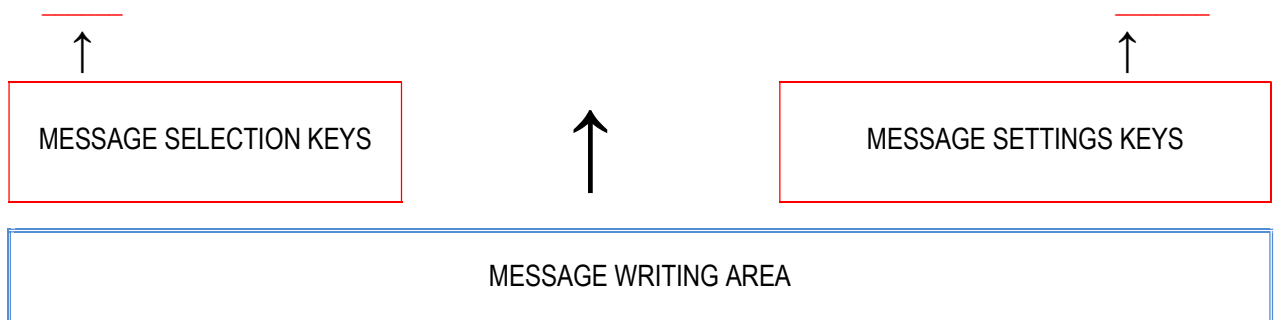 MESSAGE SELECTION KEYS
MESSAGE SETTINGS KEYS
MESSAGE WRITING AREA